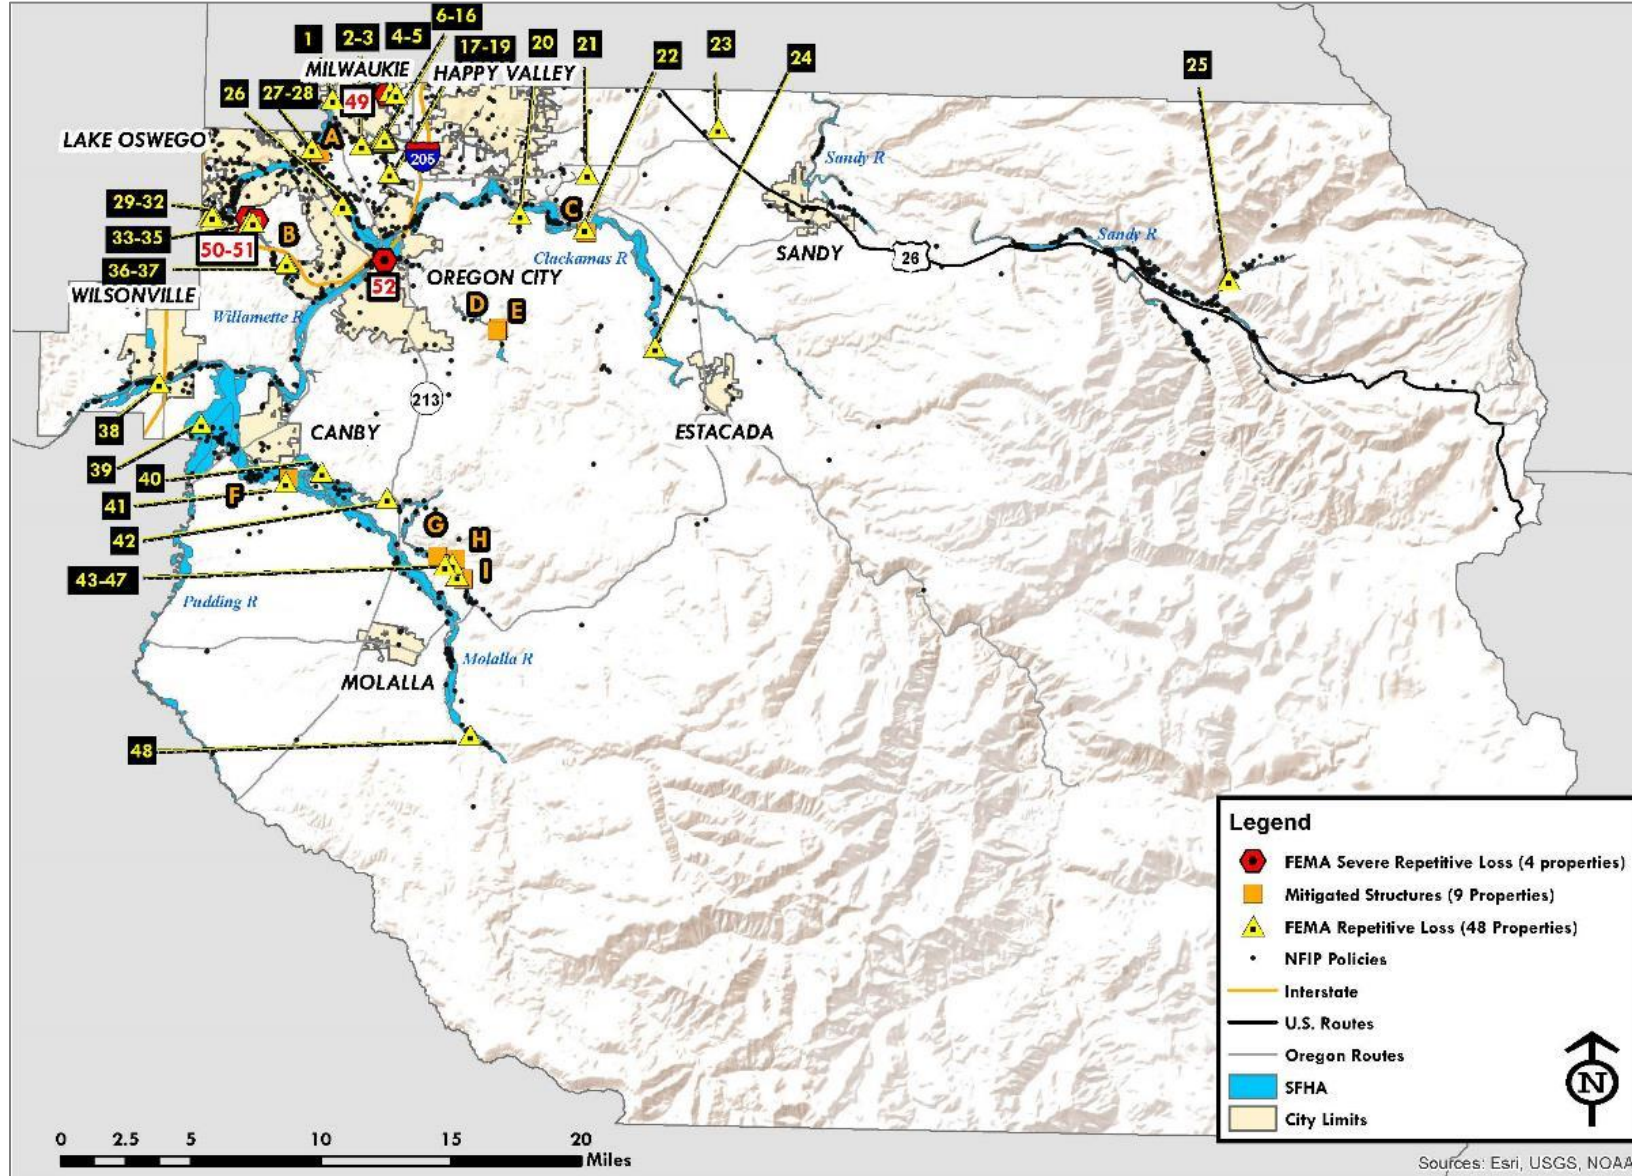 6-16
1
2-3
4-5
17-19
20
21
22
23
24
25
MILWAUKIE
HAPPY VALLEY
26
27-28
49
LAKE OSWEGO
A
205
Sandy R
29-32
33-35
50-51
B
C
Sandy R
36-37
52
OREGON CITY
Clackamas R
SANDY
26
WILSONVILLE
Willamette R
D
E
213
38
CANBY
ESTACADA
39
40
41
F
42
G
H
43-47
I
Pudding R
Molalla R
MOLALLA
48
Legend
FEMA Severe Repetitive Loss (4 properties)
Mitigated Structures (9 Properties)
FEMA Repetitive Loss (48 Properties)
NFIP Policies
Interstate
U.S. Routes
Oregon Routes
SFHA
City Limits
N
0 2.5 5 10 15 20
Miles
Sources: Esri, USGS, NOAA